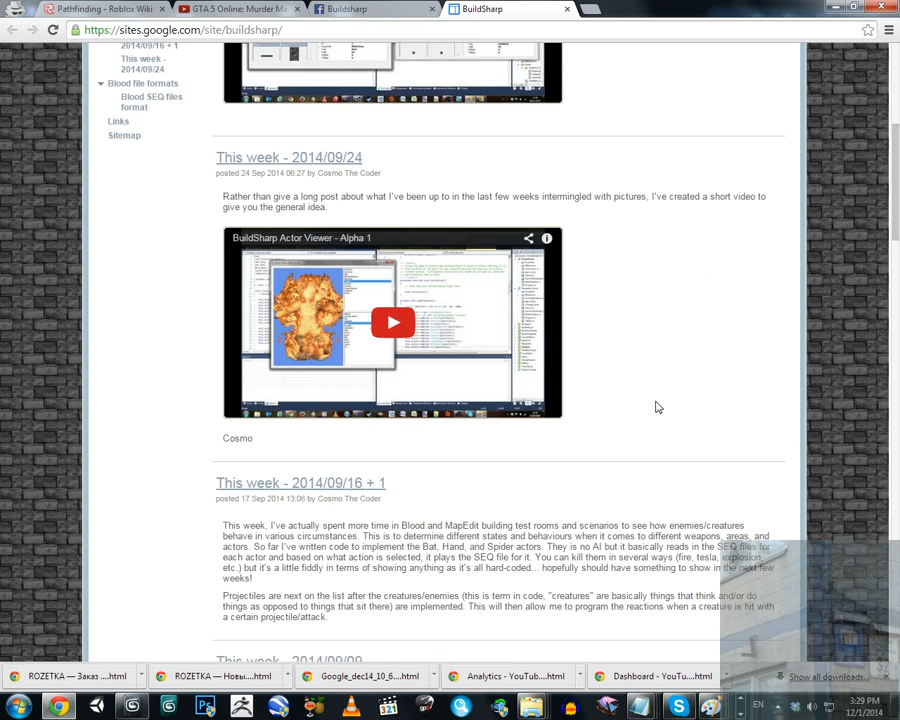 Pathfinding - Roblox Wiki
GTA 5 Online: Murder Ma
Buildsharp
BuildSharp
https://sites.google.com/site/buildsharp/
2014/09/16 + 1
This week -
2014/09/24
Blood file formats
Blood SEQ files
format
Links
Sitemap
This week - 2014/09/24
posted 24 Sep 2014 06:27 by Cosmo The Coder
Rather than give a long post about what I've been up to in the last few weeks intermingled with pictures, I've created a short video to
give you the general idea.
BuildSharp Actor Viewer - Alpha 1
Cosmo
This week - 2014/09/16 + 1
posted 17 Sep 2014 13:06 by Cosmo The Coder
This week, I've actually spent more time in Blood and MapEdit building test rooms and scenarios to see how enemies/creatures
behave in various circumstances. This is to determine different states and behaviours when it comes to different weapons, areas, and
actors. So far I've written code to implement the Bat, Hand, and Spider actors. They is no AI but it basically reads in the SEQ files for
each actor and based on what action is selected, it plays the SEQ file for it. You can kill them in several ways (fire, tesla, explosion,
etc.) but it's a little fiddly in terms of showing anything as it's all hard-coded... hopefully should have something to show in the next few
weeks!
Projectiles are next on the list after the creatures/enemies (this is term in code, "creatures" are basically things that think and/or do
things as opposed to things that sit there) are implemented. This will then allow me to program the reactions when a creature is hit with
a certain projectile/attack.
This week - 2014/09/09
ROZETKA — Заказ ....html
ROZETKA — Новы....html
Google_dec14_10_6....html
Analytics - YouTub....html
Dashboard - YouTu....html
Show all downloads...
321
EN
3:29 PM
12/1/2014